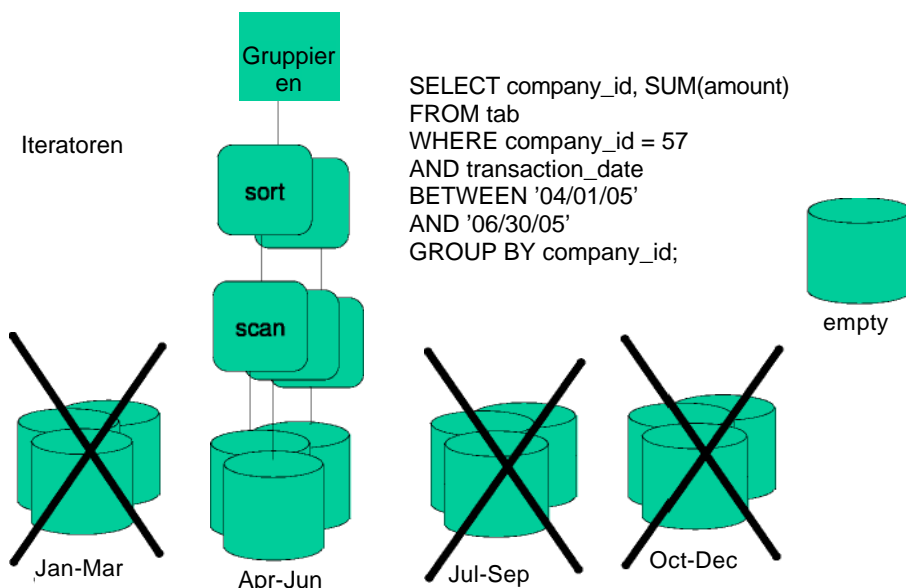 Gruppier
en
SELECT company_id, SUM(amount)
FROM tab
WHERE company_id = 57
AND transaction_date
BETWEEN '04/01/05'
AND '06/30/05'
GROUP BY company_id;
Iteratoren
sort
scan
empty
Jan-Mar
Apr-Jun
Jul-Sep
Oct-Dec